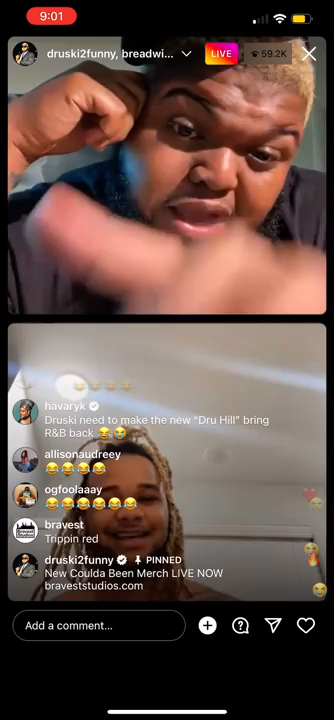 9:01
druski2funny, breadwi...
LIVE
59.2K
havaryk
Druski need to make the new “Dru Hill” bring
R&B back 😂😭
allisonaudreey
😂😂😂😂
ogfoolaaay
😂😂😂😂😂😂
bravest
Trippin red
druski2funny PINNED
New Coulda Been Merch LIVE NOW
braveststudios.com
Add a comment...